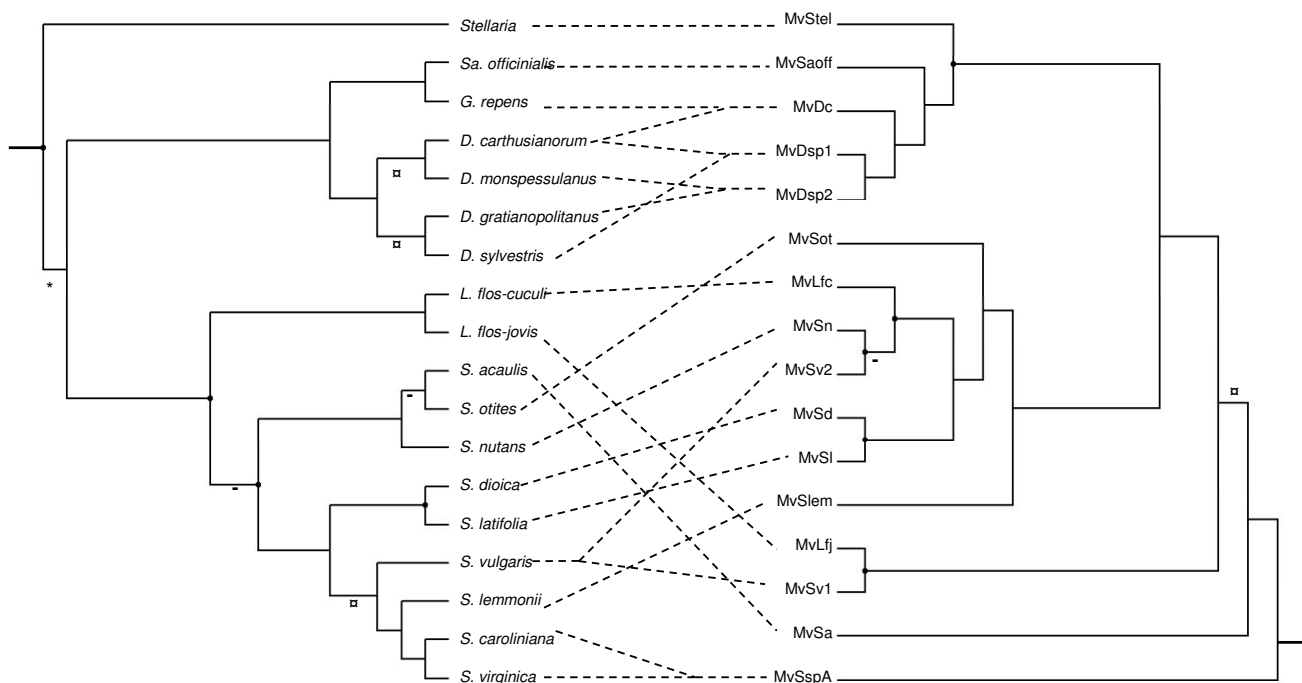 Stellaria
MvStel
Sa. officinialis
MvSaoff
G. repens
MvDc
D. carthusianorum
MvDsp1
¤
D. monspessulanus
MvDsp2
D. gratianopolitanus
¤
MvSot
D. sylvestris
*
MvLfc
L. flos-cuculi
MvSn
L. flos-jovis
-
MvSv2
S. acaulis
-
¤
S. otites
MvSd
S. nutans
MvSl
S. dioica
-
MvSlem
S. latifolia
MvLfj
S. vulgaris
MvSv1
¤
S. lemmonii
MvSa
S. caroliniana
S. virginica
MvSspA